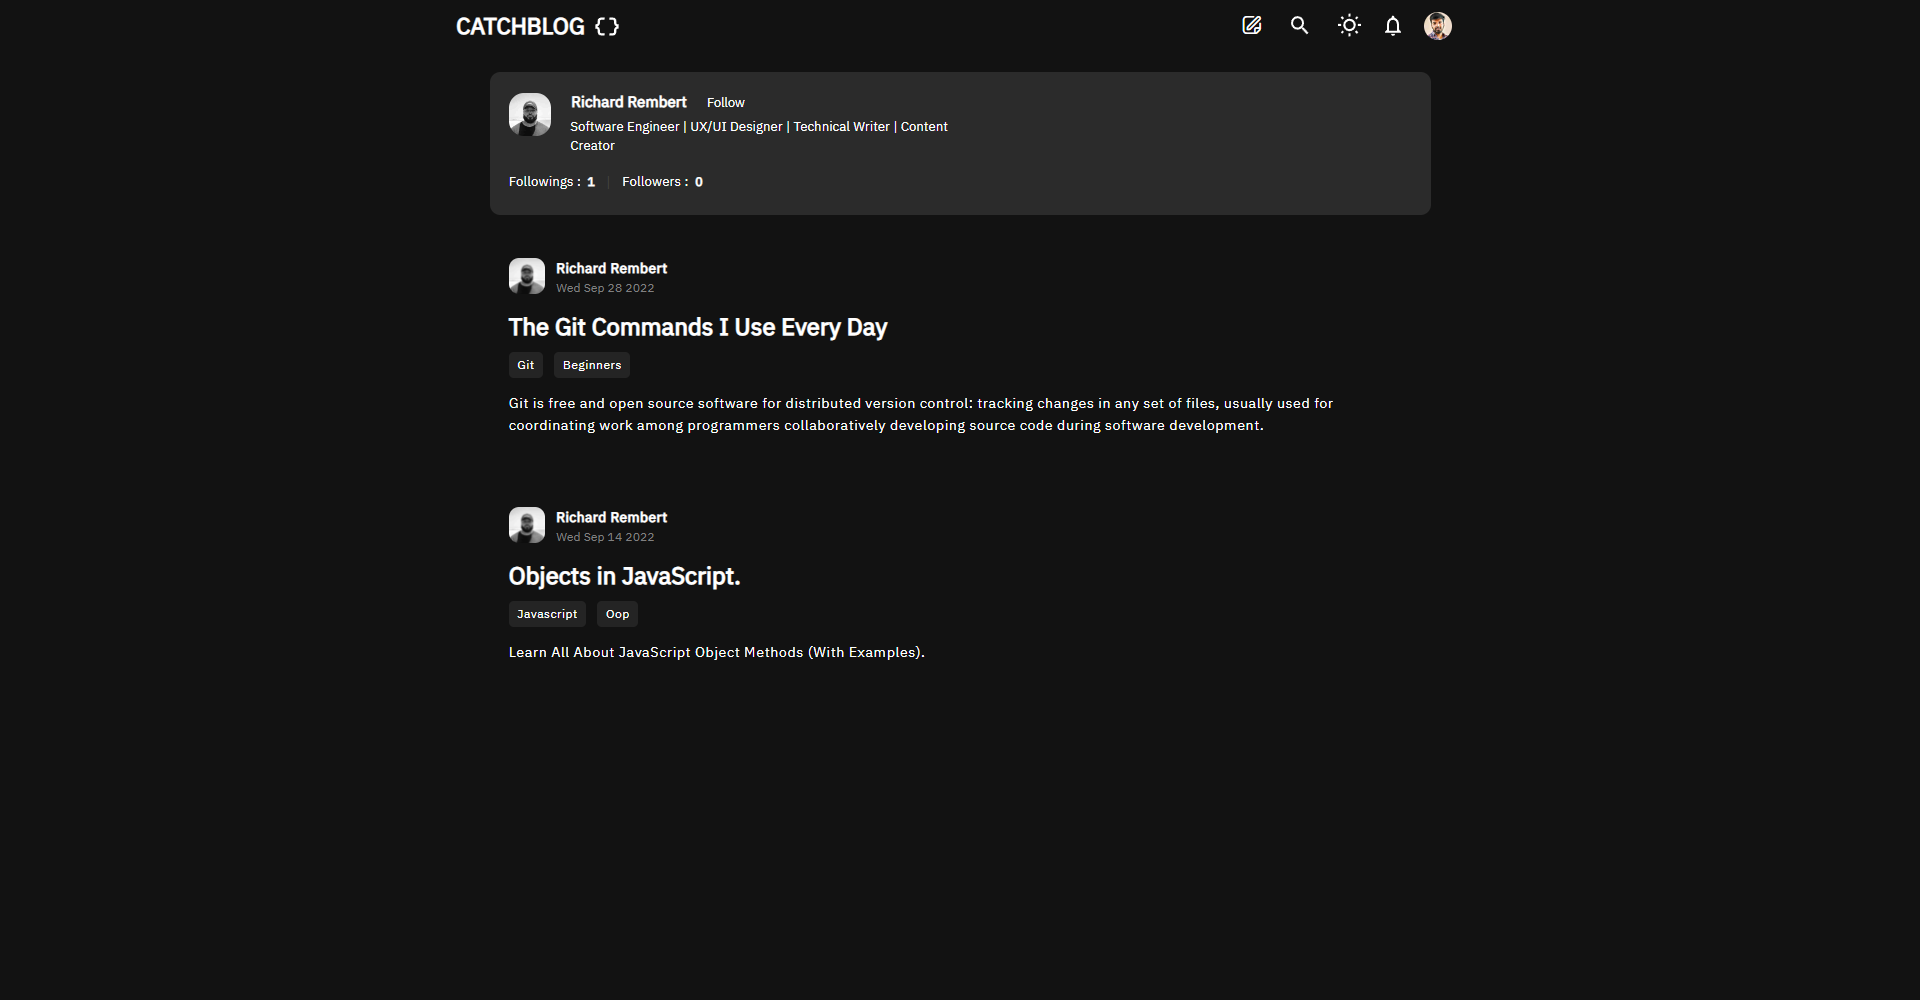 CATCHBLOG {}
Richard Rembert Follow
Software Engineer | UX/UI Designer | Technical Writer | Content
Creator
Followings : 1 Followers : 0
Richard Rembert
Wed Sep 28 2022
The Git Commands I Use Every Day
Git Beginners
Git is free and open source software for distributed version control: tracking changes in any set of files, usually used for
coordinating work among programmers collaboratively developing source code during software development.
Richard Rembert
Wed Sep 14 2022
Objects in JavaScript.
Javascript Oop
Learn All About JavaScript Object Methods (With Examples).